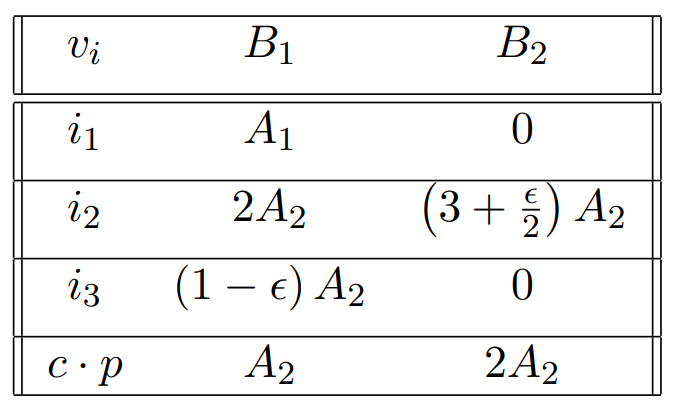 v_i B_1 B_2
i_1 A_1 0
i_2 2A_2 (3 + ε/2) A_2
i_3 (1 − ε) A_2 0
c · p A_2 2A_2